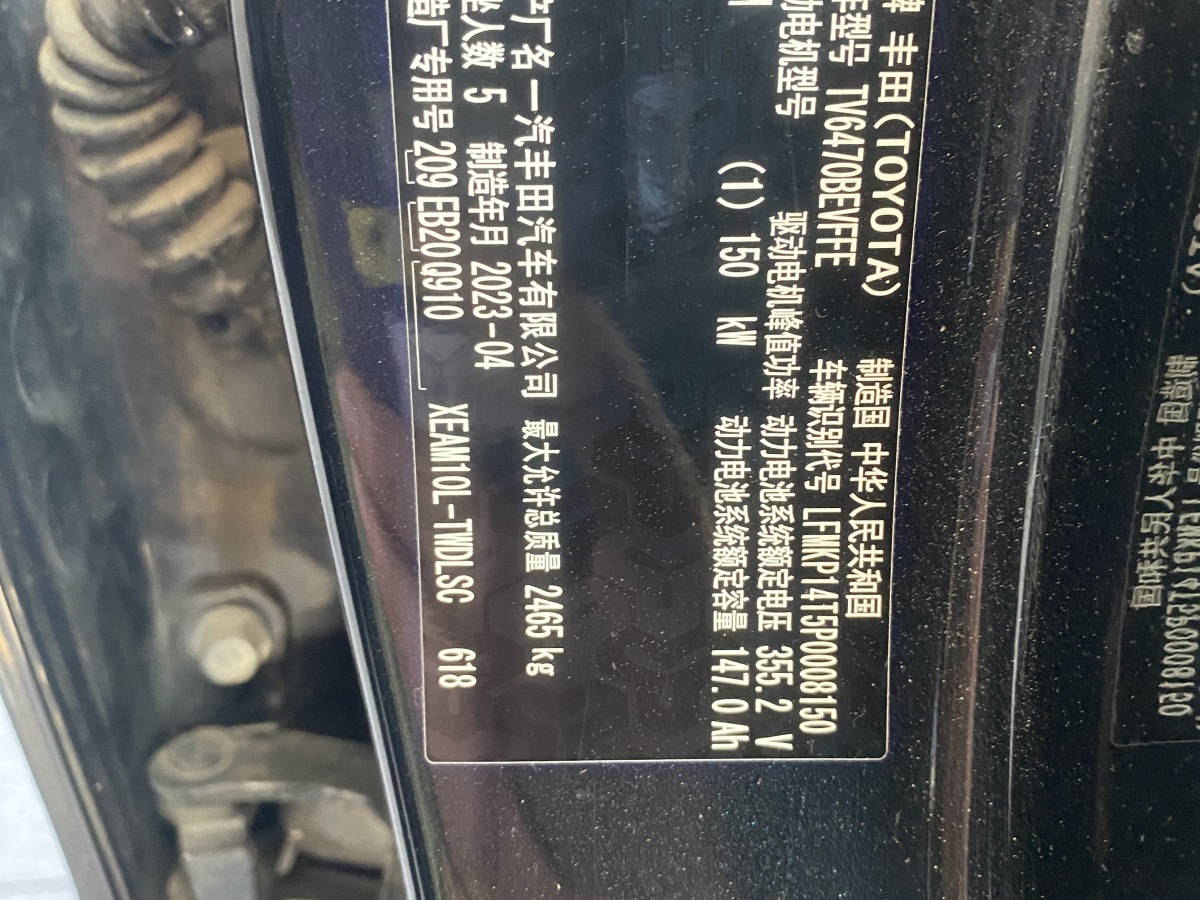 牌 丰田(TOYOTA) 制造国 中华人民共和国
车型号 TV6470BEVFFE 车辆识别代号 LFMKP14T5P0008150
动电机型号 驱动电机峰值功率 动力电池系统额定电压 355.2 V
(1) 150 kW 动力电池系统额定容量 147.0 Ah
产厂名 一汽丰田汽车有限公司 最大允许总质量 2465 kg
坐人数 5 制造年月 2023-04
造厂专用号 209 EB20Q910 XEAM10L-TWDLSC 618